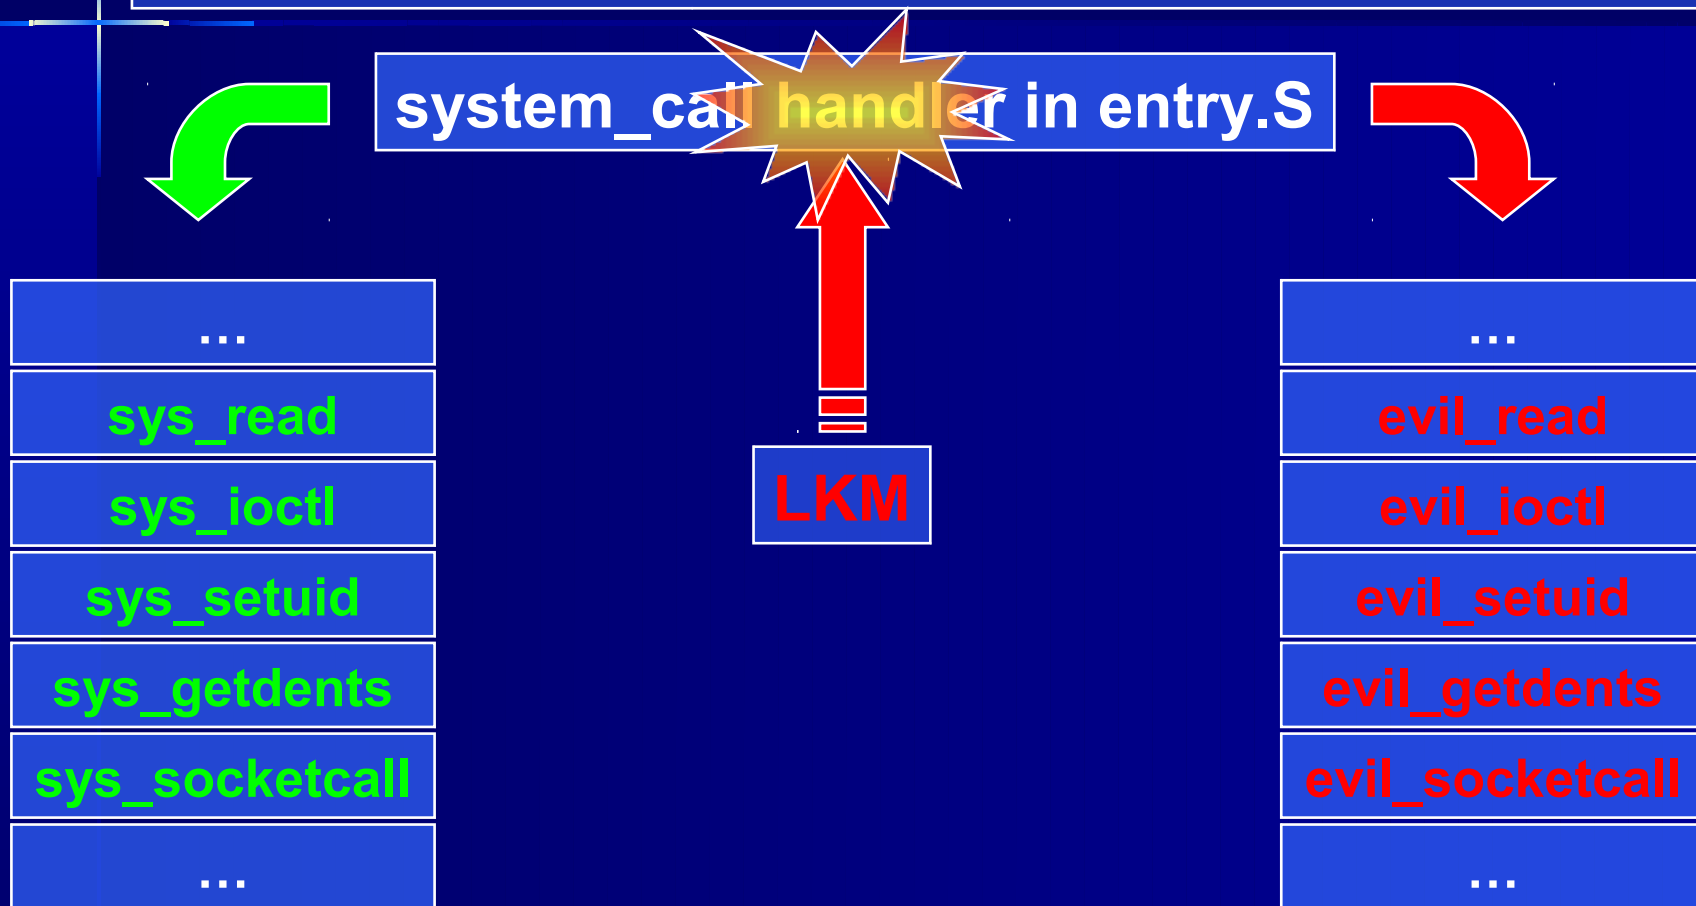 system_call handler in entry.S
...
sys_read
sys_ioctl
sys_setuid
sys_getdents
sys_socketcall
...
LKM
...
evil_read
evil_ioctl
evil_setuid
evil_getdents
evil_socketcall
...